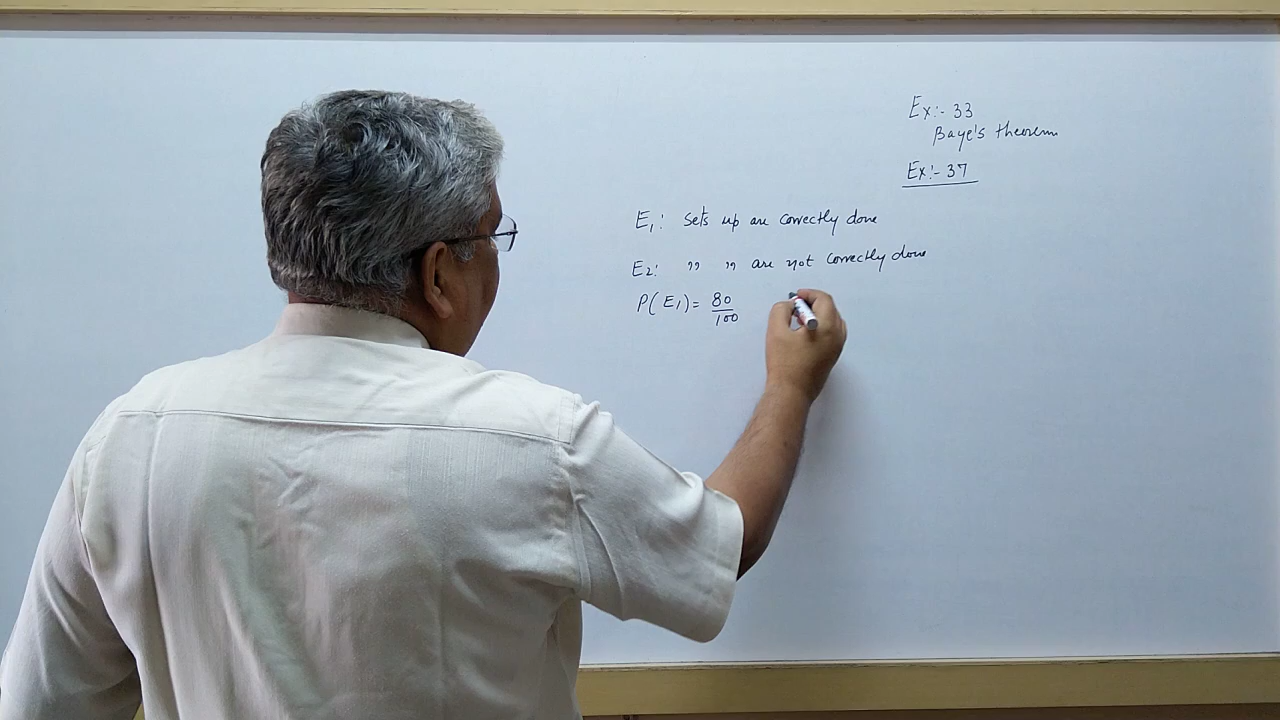 Ex:- 33
Baye's theorem
Ex:- 37
E1: Sets up are correctly done
E2: " " are not correctly done
P(E1) = 80/100